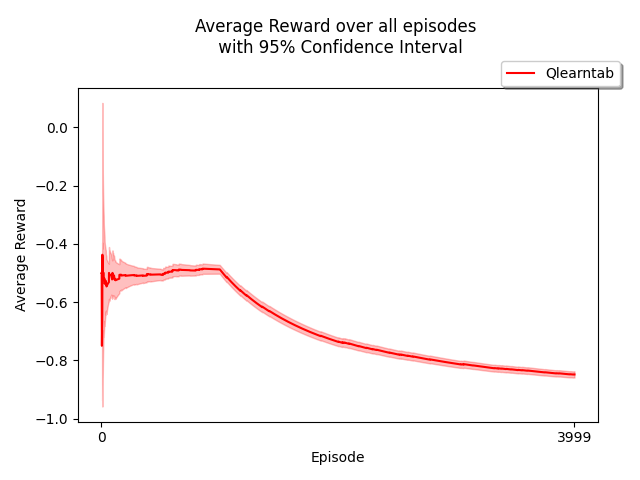 Average Reward over all episodes
with 95% Confidence Interval
Qlearntab
0.0
−0.2
−0.4
−0.6
−0.8
−1.0
Average Reward
0
3999
Episode